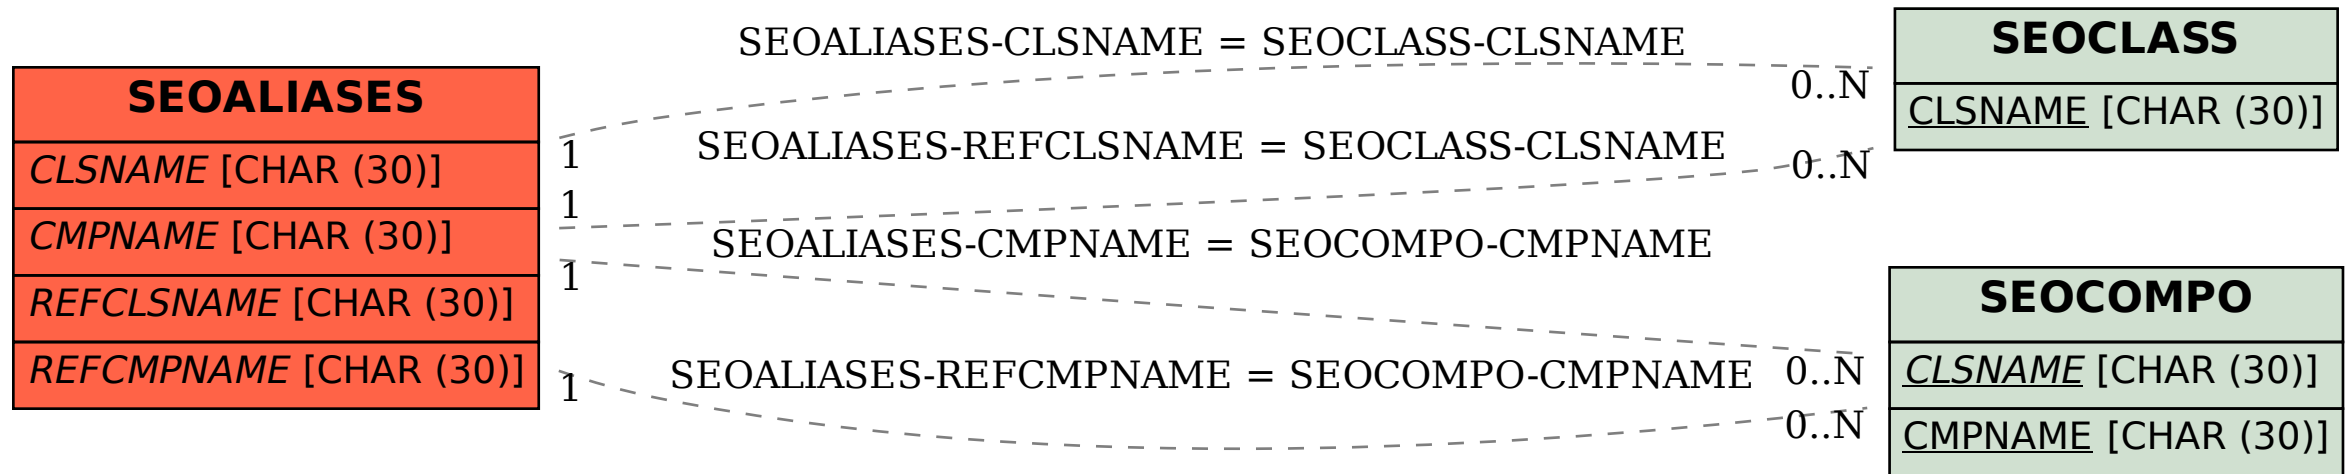 SEOALIASES
CLSNAME [CHAR (30)]
CMPNAME [CHAR (30)]
REFCLSNAME [CHAR (30)]
REFCMPNAME [CHAR (30)]
SEOALIASES-CLSNAME = SEOCLASS-CLSNAME
0..N
1
SEOALIASES-REFCLSNAME = SEOCLASS-CLSNAME
0..N
1
SEOALIASES-CMPNAME = SEOCOMPO-CMPNAME
1
0..N
SEOALIASES-REFCMPNAME = SEOCOMPO-CMPNAME
1
0..N
SEOCLASS
CLSNAME [CHAR (30)]
SEOCOMPO
CLSNAME [CHAR (30)]
CMPNAME [CHAR (30)]